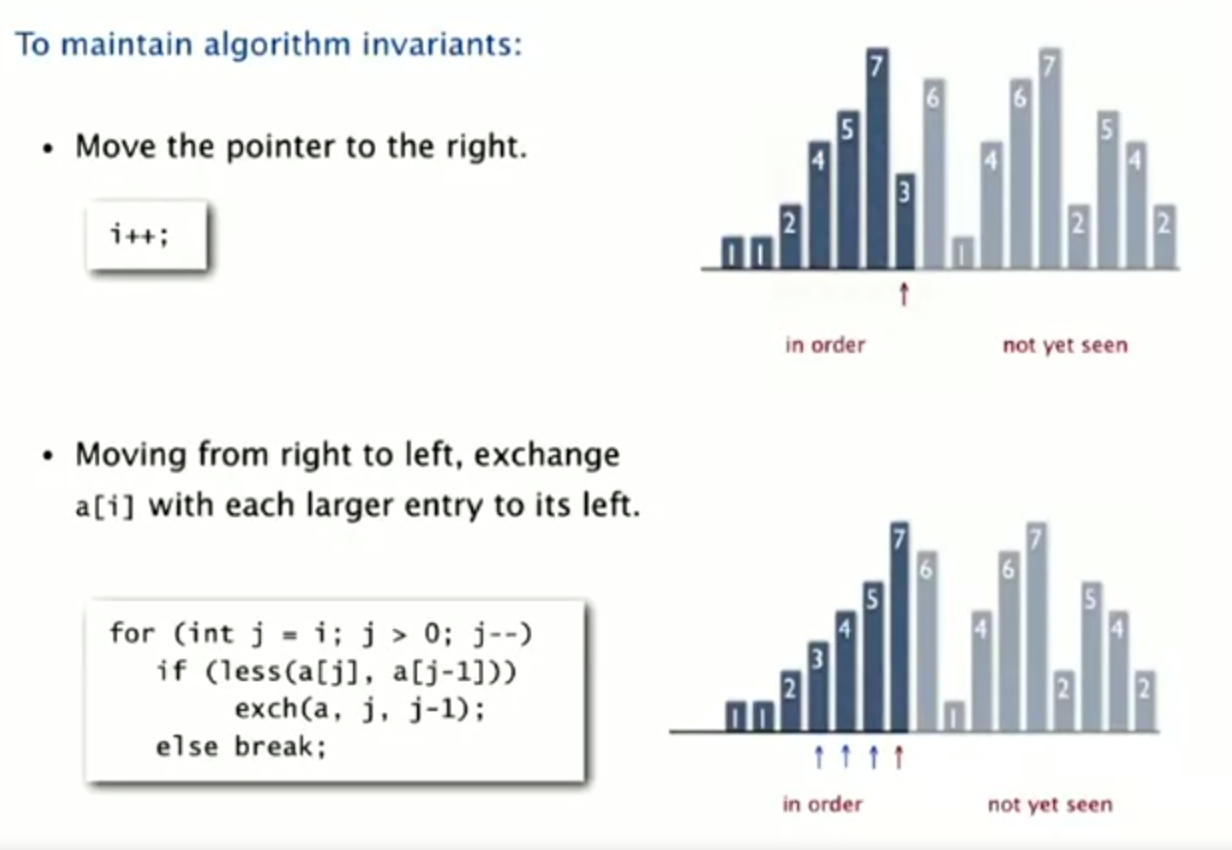 To maintain algorithm invariants:
• Move the pointer to the right.
i++;
1 1 2 4 5 7 3 6 1 4 6 7 2 5 4 2
↑
in order not yet seen
• Moving from right to left, exchange
a[i] with each larger entry to its left.
for (int j = i; j > 0; j--)
if (less(a[j], a[j-1]))
exch(a, j, j-1);
else break;
1 1 2 3 4 5 7 6 1 4 6 7 2 5 4 2
↑ ↑ ↑ ↑
in order not yet seen